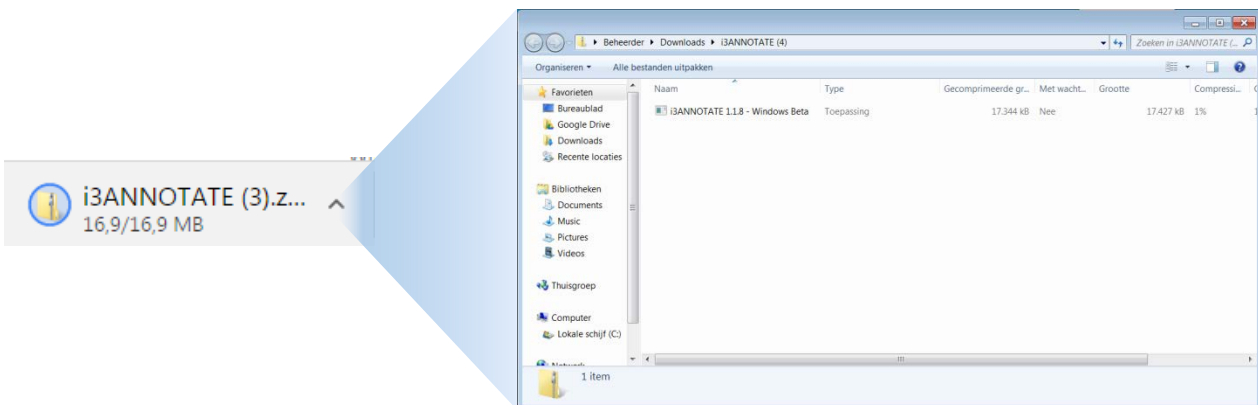 i3ANNOTATE (3).z...
16,9/16,9 MB
Beheerder Downloads i3ANNOTATE (4)
Zoeken in i3ANNOTATE (...
Organiseren Alle bestanden uitpakken
Naam Type Gecomprimeerde gr... Met wacht... Grootte Compressi...
i3ANNOTATE 1.1.8 - Windows Beta Toepassing 17.344 kB Nee 17.427 kB 1%
Favorieten
Bureaublad
Google Drive
Downloads
Recente locaties
Bibliotheken
Documents
Music
Pictures
Videos
Thuisgroep
Computer
Lokale schijf (C:)
1 item